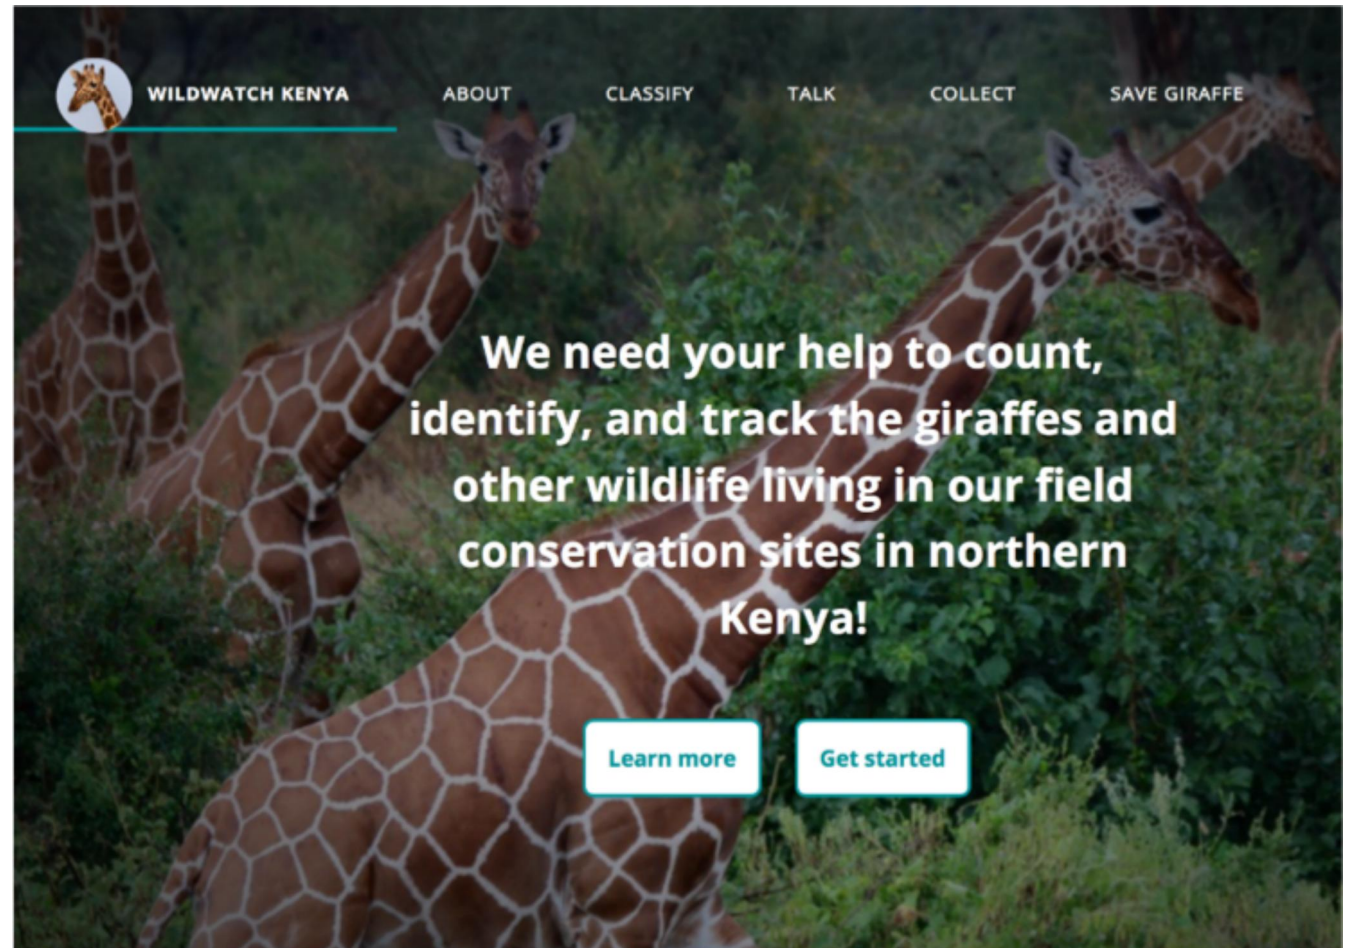 WILDWATCH KENYA ABOUT CLASSIFY TALK COLLECT SAVE GIRAFFE
We need your help to count,
identify, and track the giraffes and
other wildlife living in our field
conservation sites in northern
Kenya!
Learn more Get started